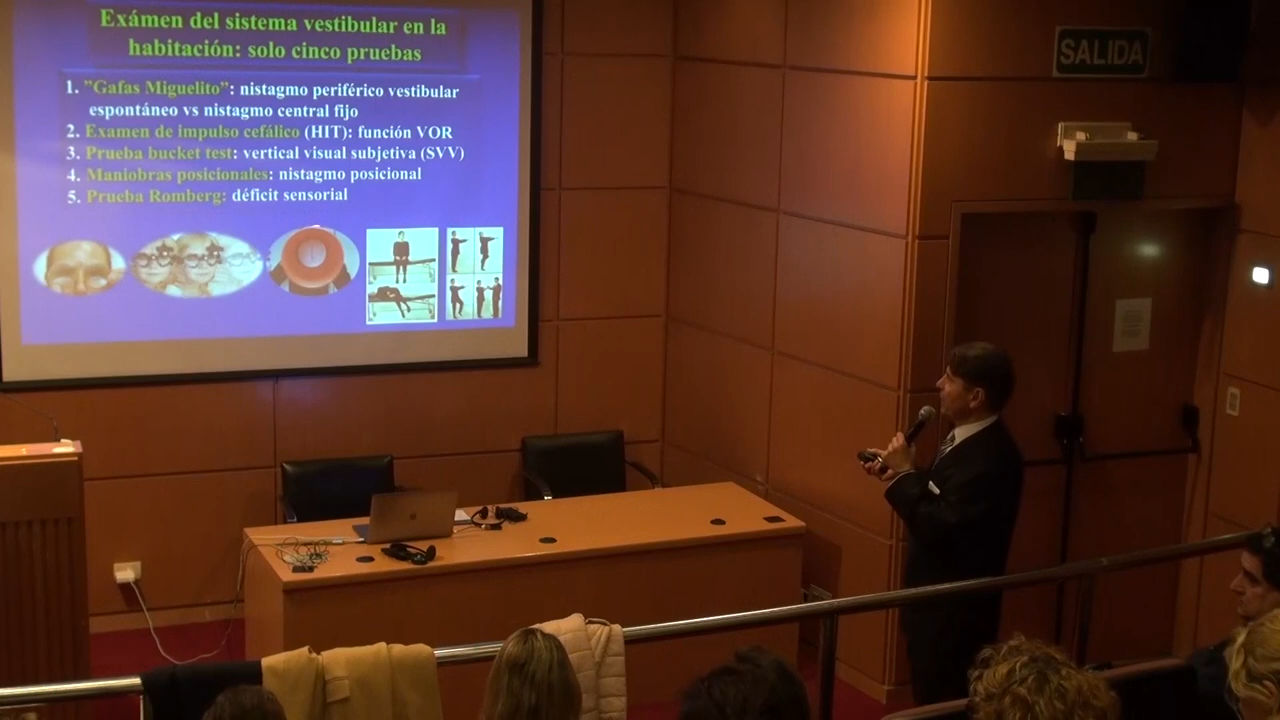 Exámen del sistema vestibular en la
habitación: solo cinco pruebas
1. "Gafas Miguelito": nistagmo periférico vestibular
espontáneo vs nistagmo central fijo
2. Examen de impulso cefálico (HIT): función VOR
3. Prueba bucket test: vertical visual subjetiva (SVV)
4. Maniobras posicionales: nistagmo posicional
5. Prueba Romberg: déficit sensorial
SALIDA